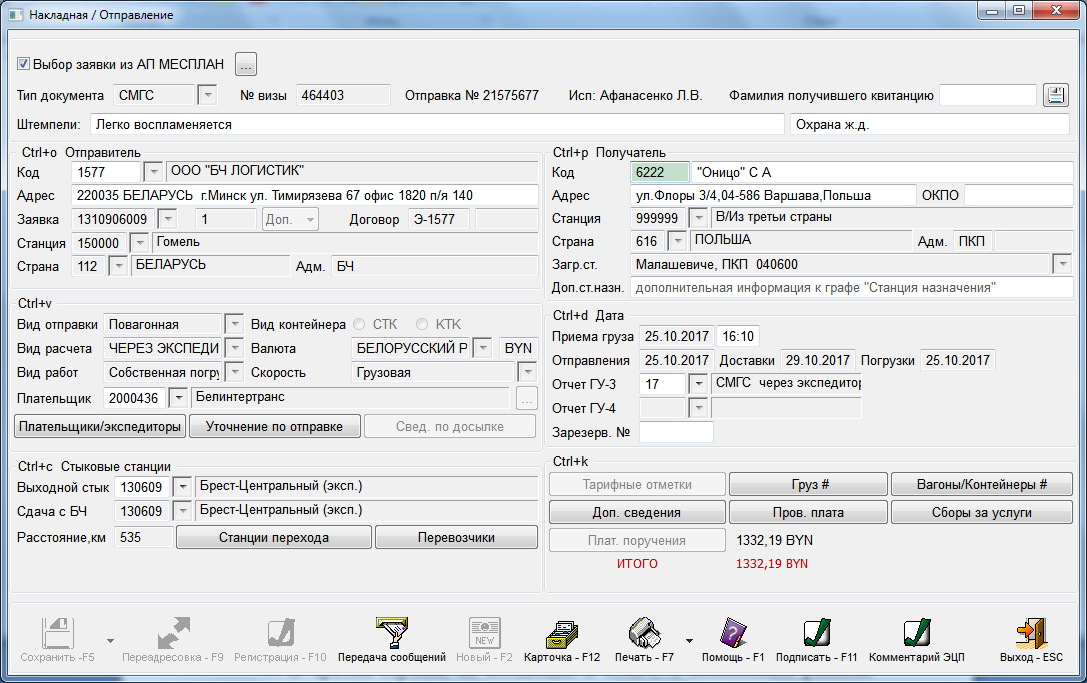 Накладная / Отправление
Выбор заявки из АП МЕСПЛАН ...
Тип документа СМГС № визы 464403 Отправка № 21575677 Исп: Афанасенко Л.В. Фамилия получившего квитанцию
Штемпели: Легко воспламеняется Охрана ж.д.
Ctrl+o Отправитель
Код 1577 ООО "БЧ ЛОГИСТИК"
Адрес 220035 БЕЛАРУСЬ г.Минск ул. Тимирязева 67 офис 1820 п/я 140
Заявка 1310906009 1 Доп. Договор Э-1577
Станция 150000 Гомель
Страна 112 БЕЛАРУСЬ Адм. БЧ
Ctrl+p Получатель
Код 6222 "Оницо" С А
Адрес ул.Флоры 3/4,04-586 Варшава,Польша ОКПО
Станция 999999 В/Из третьи страны
Страна 616 ПОЛЬША Адм. ПКП
Загр.ст. Малашевиче, ПКП 040600
Доп.ст.назн. дополнительная информация к графе "Станция назначения"
Ctrl+v
Вид отправки Повагонная Вид контейнера СТК КТК
Вид расчета ЧЕРЕЗ ЭКСПЕДИ Валюта БЕЛОРУССКИЙ Р BYN
Вид работ Собственная погру Скорость Грузовая
Плательщик 2000436 Белинтертранс ...
Плательщики/экспедиторы Уточнение по отправке Свед. по досылке
Ctrl+d Дата
Приема груза 25.10.2017 16:10
Отправления 25.10.2017 Доставки 29.10.2017 Погрузки 25.10.2017
Отчет ГУ-3 17 СМГС через экспедитор
Отчет ГУ-4
Зарезерв. №
Ctrl+c Стыковые станции
Выходной стык 130609 Брест-Центральный (эксп.)
Сдача с БЧ 130609 Брест-Центральный (эксп.)
Расстояние,км 535 Станции перехода Перевозчики
Ctrl+k
Тарифные отметки Груз # Вагоны/Контейнеры #
Доп. сведения Пров. плата Сборы за услуги
Плат. поручения 1332,19 BYN
ИТОГО 1332,19 BYN
NEW
Сохранить -F5 Переадресовка - F9 Регистрация - F10 Передача сообщений Новый - F2 Карточка - F12 Печать - F7 Помощь - F1 Подписать - F11 Комментарий ЭЦП Выход - ESC